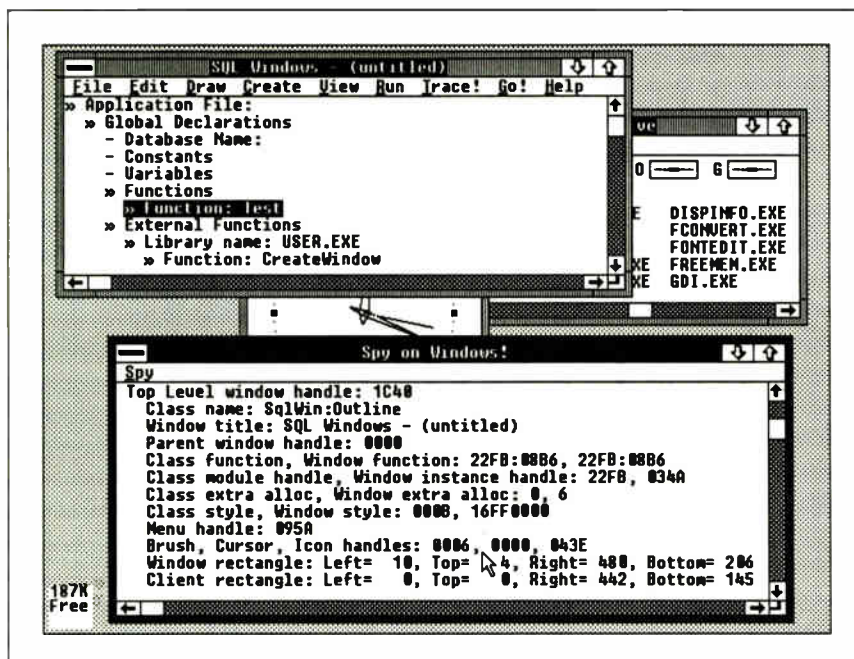 SQL Windows - (untitled)
File Edit Draw Create View Run Trace! Go! Help
» Application File:
» Global Declarations
- Database Name:
- Constants
- Variables
» Functions
» Function: Test
» External Functions
» Library name: USER.EXE
» Function: CreateWindow
ve
O G
E DISPINFO.EXE
FCONVERT.EXE
FONTEDIT.EXE
XE FREEMEM.EXE
XE GDI.EXE
Spy on Windows!
Spy
Top Level window handle: 1C40
Class name: SqlWin:Outline
Window title: SQL Windows - (untitled)
Parent window handle: 0000
Class function, Window function: 22FB:08B6, 22FB:08B6
Class module handle, Window instance handle: 22FB, 034A
Class extra alloc, Window extra alloc: 0, 6
Class style, Window style: 000B, 16FF0000
Menu handle: 095A
Brush, Cursor, Icon handles: 0006, 0000, 043E
Window rectangle: Left= 10, Top= 4, Right= 480, Bottom= 206
Client rectangle: Left= 0, Top= 0, Right= 442, Bottom= 145
187K
Free